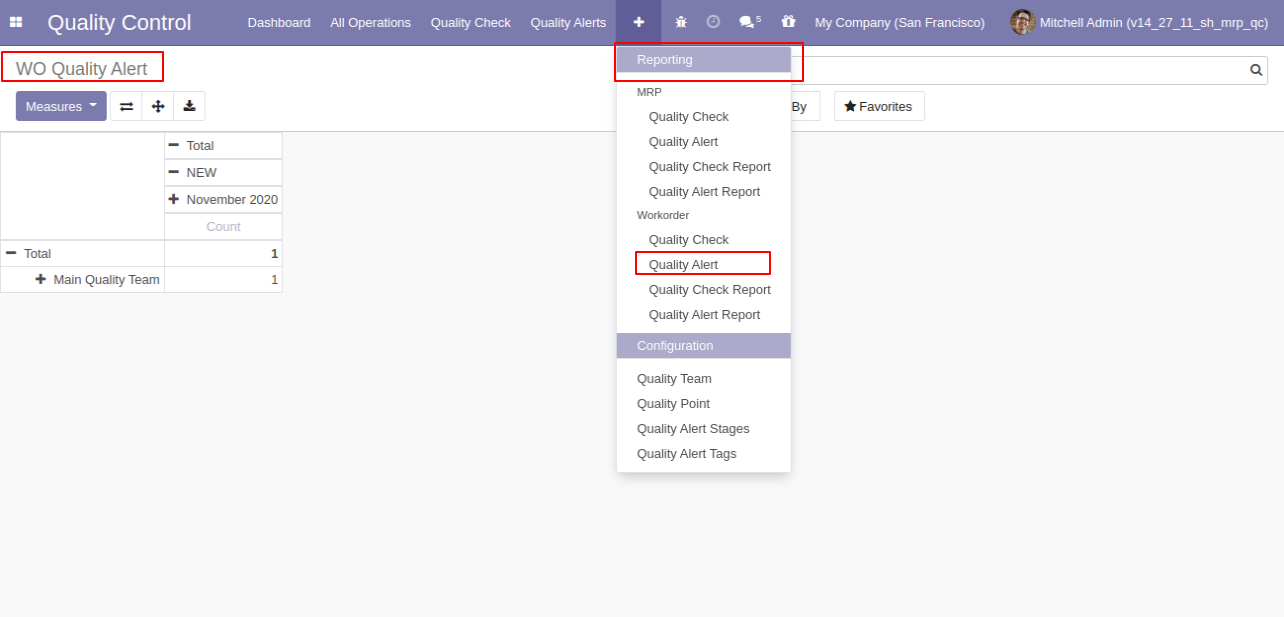 Quality Control Dashboard All Operations Quality Check Quality Alerts 5 My Company (San Francisco) Mitchell Admin (v14_27_11_sh_mrp_qc)
WO Quality Alert
Measures
By Favorites
Total
NEW
November 2020
Count
Total 1
Main Quality Team 1
Reporting
MRP
Quality Check
Quality Alert
Quality Check Report
Quality Alert Report
Workorder
Quality Check
Quality Alert
Quality Check Report
Quality Alert Report
Configuration
Quality Team
Quality Point
Quality Alert Stages
Quality Alert Tags